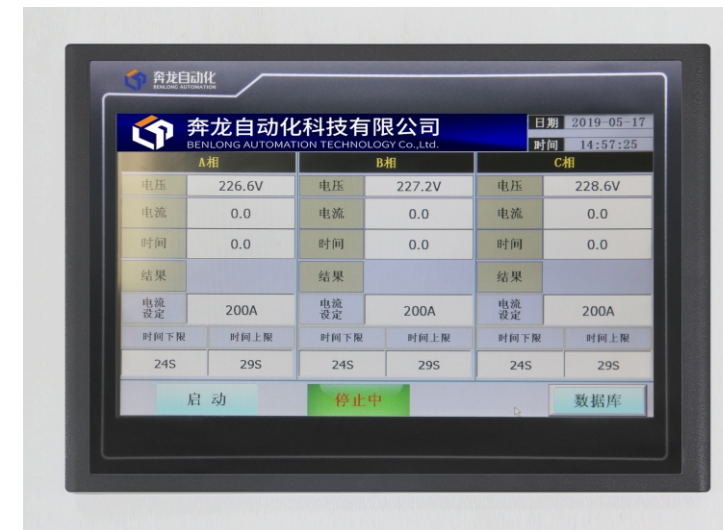 奔龙自动化
BENLONG AUTOMATION
奔龙自动化科技有限公司
BENLONG AUTOMATION TECHNOLOGY Co.,Ltd.
日期 2019-05-17
时间 14:57:25
A相 B相 C相
电压 226.6V 电压 227.2V 电压 228.6V
电流 0.0 电流 0.0 电流 0.0
时间 0.0 时间 0.0 时间 0.0
结果 结果 结果
电流设定 200A 电流设定 200A 电流设定 200A
时间下限 时间上限 时间下限 时间上限 时间下限 时间上限
24S 29S 24S 29S 24S 29S
启动 停止中 数据库